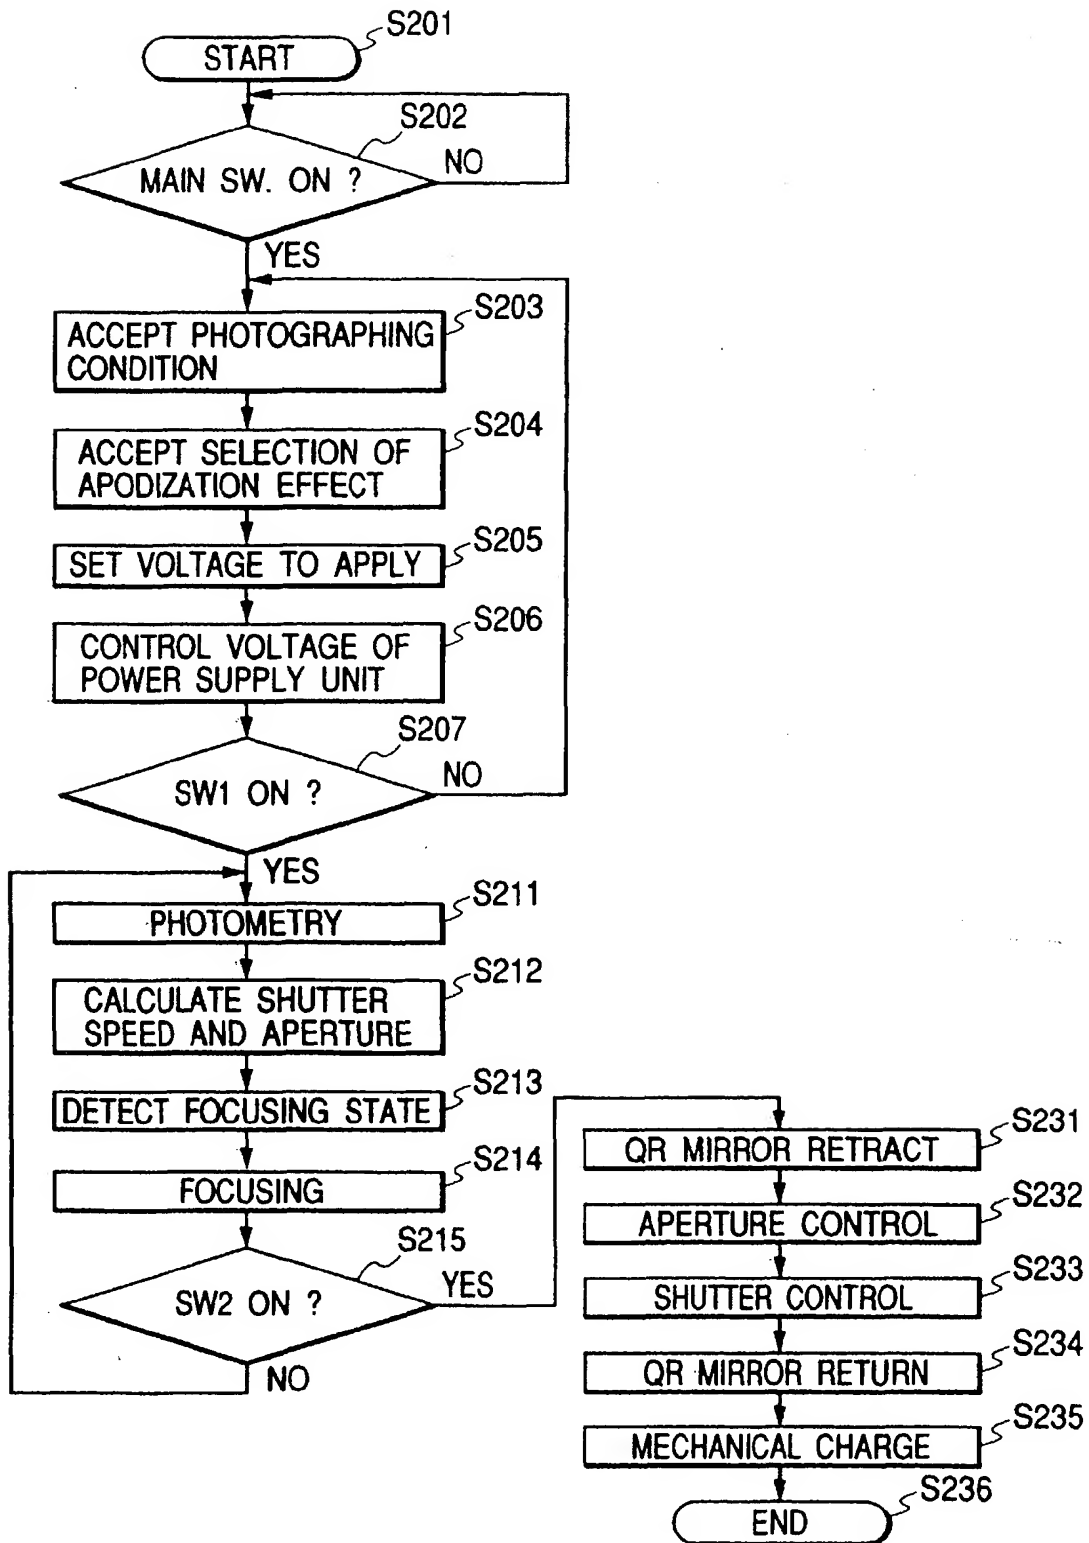 S201
START
S202
MAIN SW. ON ?
NO
YES
S203
ACCEPT PHOTOGRAPHING
CONDITION
S204
ACCEPT SELECTION OF
APODIZATION EFFECT
S205
SET VOLTAGE TO APPLY
S206
CONTROL VOLTAGE OF
POWER SUPPLY UNIT
S207
SW1 ON ?
NO
YES
S211
PHOTOMETRY
S212
CALCULATE SHUTTER
SPEED AND APERTURE
S213
DETECT FOCUSING STATE
S214
FOCUSING
S215
SW2 ON ?
YES
NO
S231
QR MIRROR RETRACT
S232
APERTURE CONTROL
S233
SHUTTER CONTROL
S234
QR MIRROR RETURN
S235
MECHANICAL CHARGE
S236
END